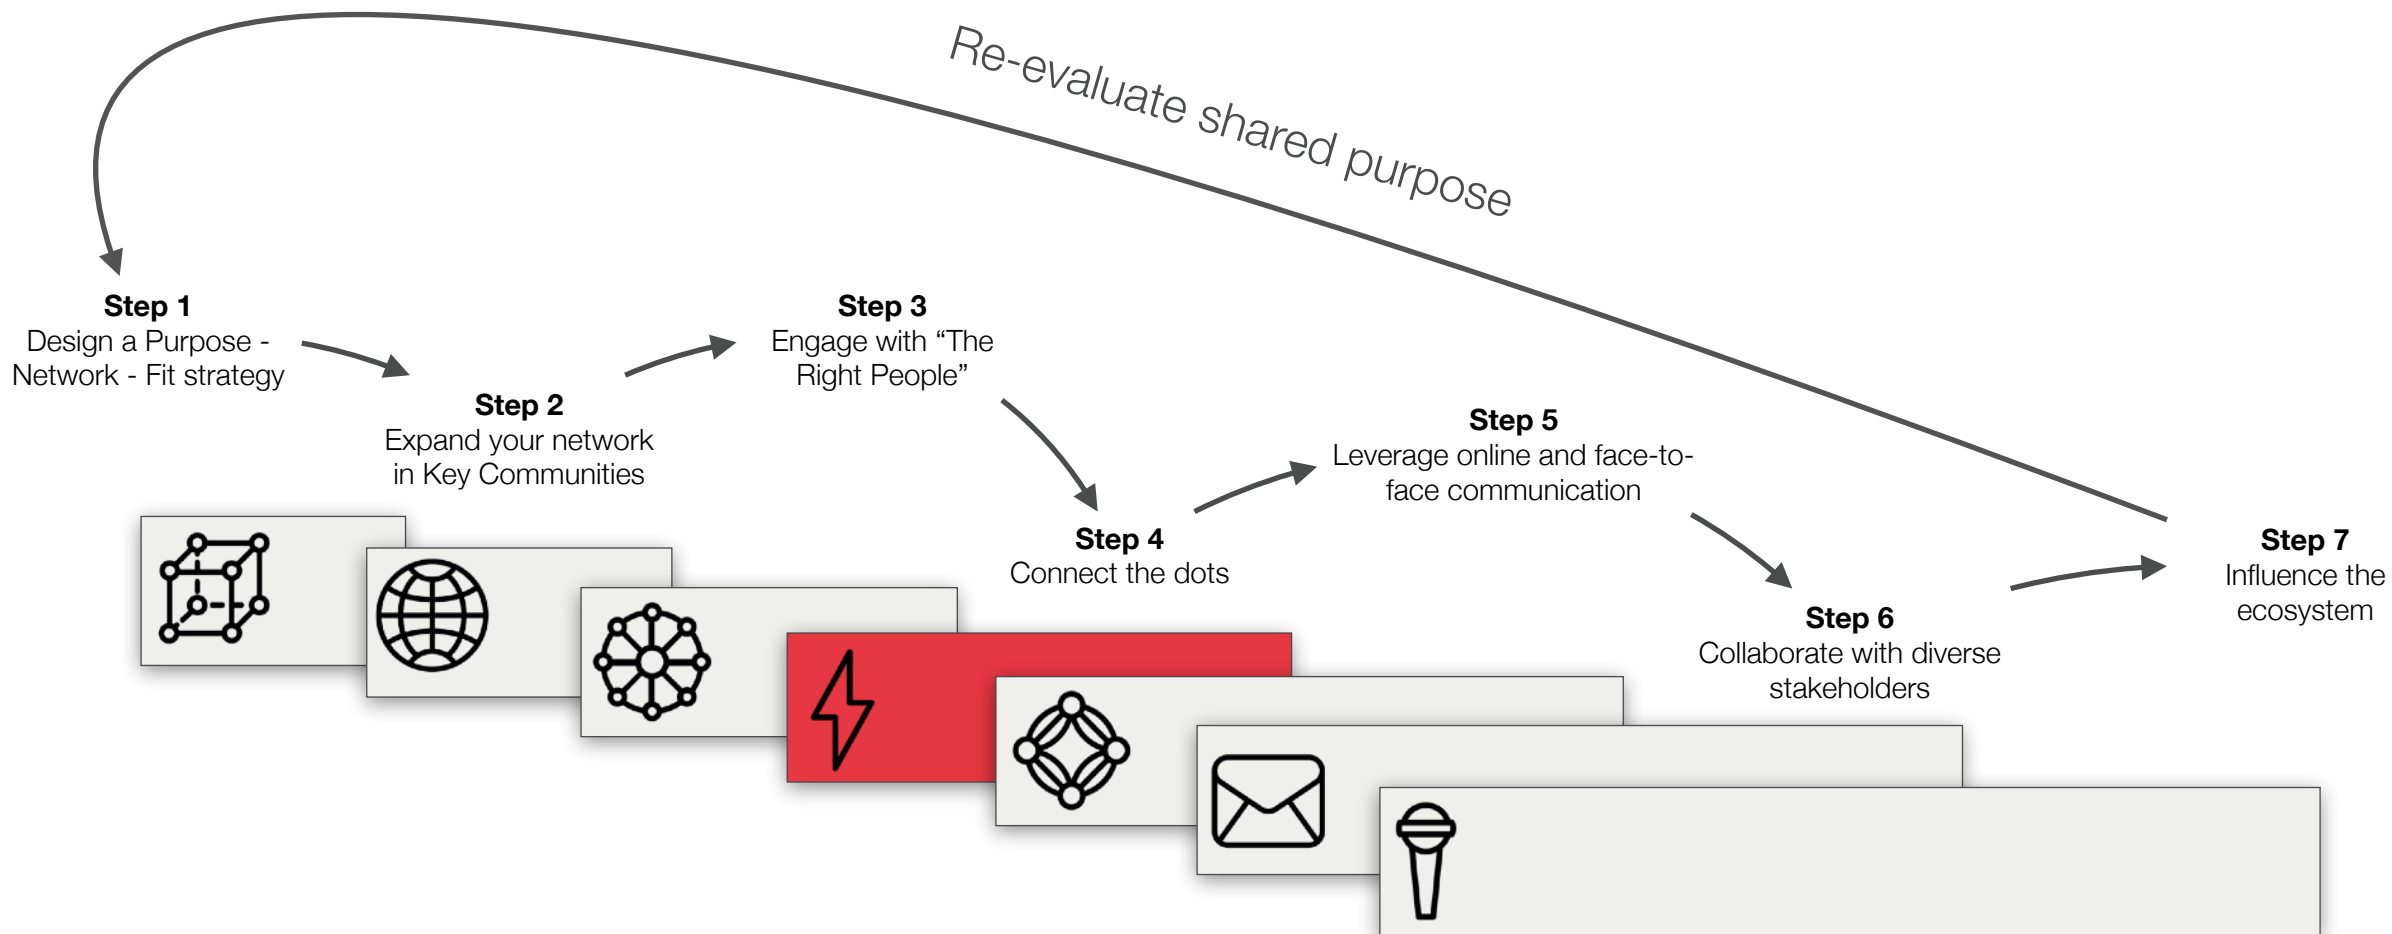 Re-evaluate shared purpose
Step 1
Design a Purpose -
Network - Fit strategy
Step 2
Expand your network
in Key Communities
Step 3
Engage with “The
Right People”
Step 4
Connect the dots
Step 5
Leverage online and face-to-
face communication
Step 6
Collaborate with diverse
stakeholders
Step 7
Influence the
ecosystem